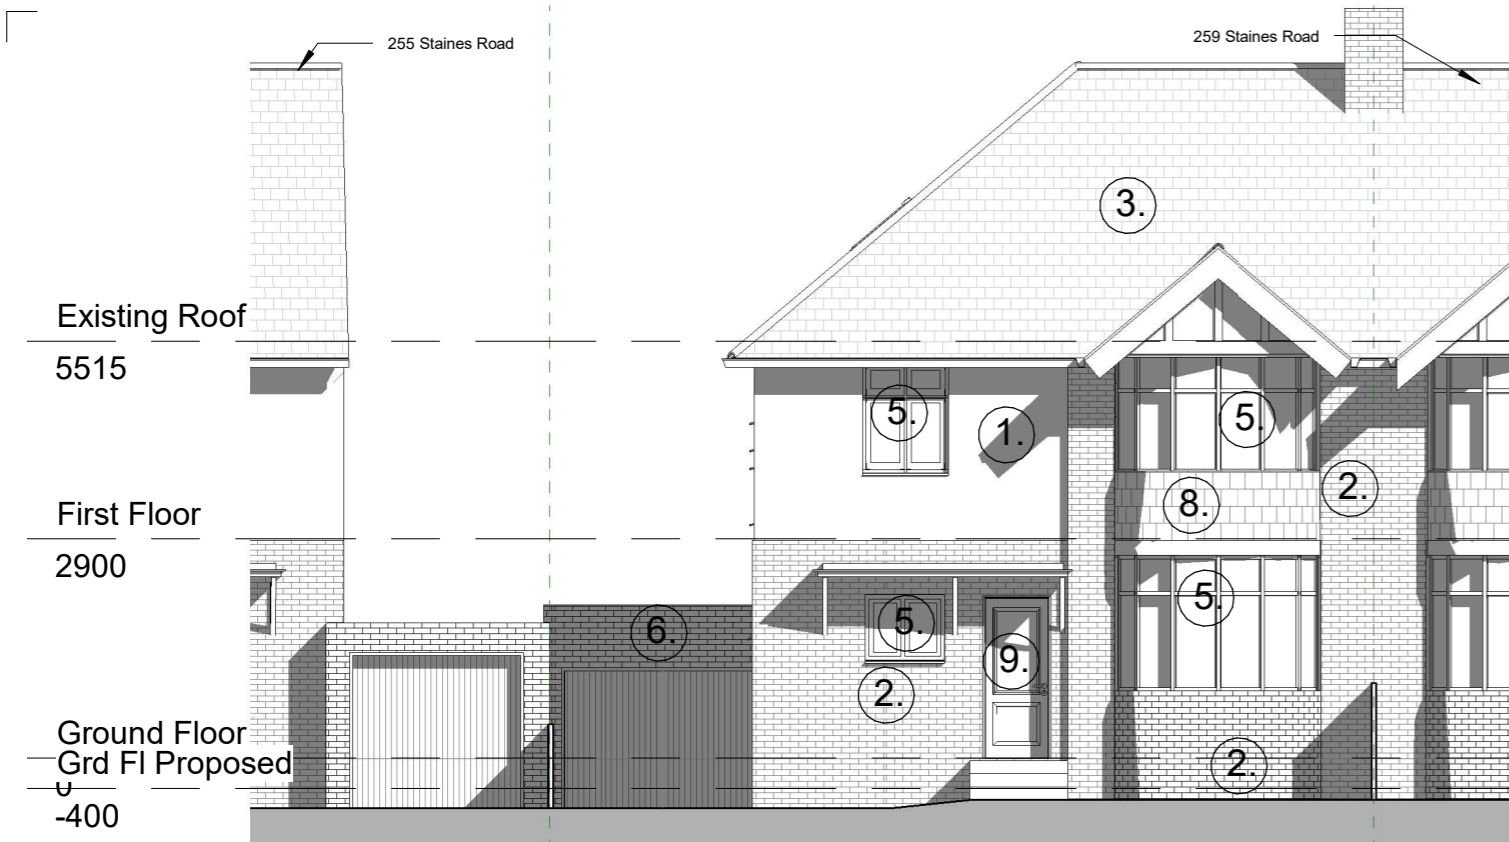 255 Staines Road
259 Staines Road
3.
Existing Roof
5515
5.
1.
5.
2.
8.
First Floor
2900
5.
5.
6.
9.
2.
Ground Floor
Grd Fl Proposed
2.
0
-400